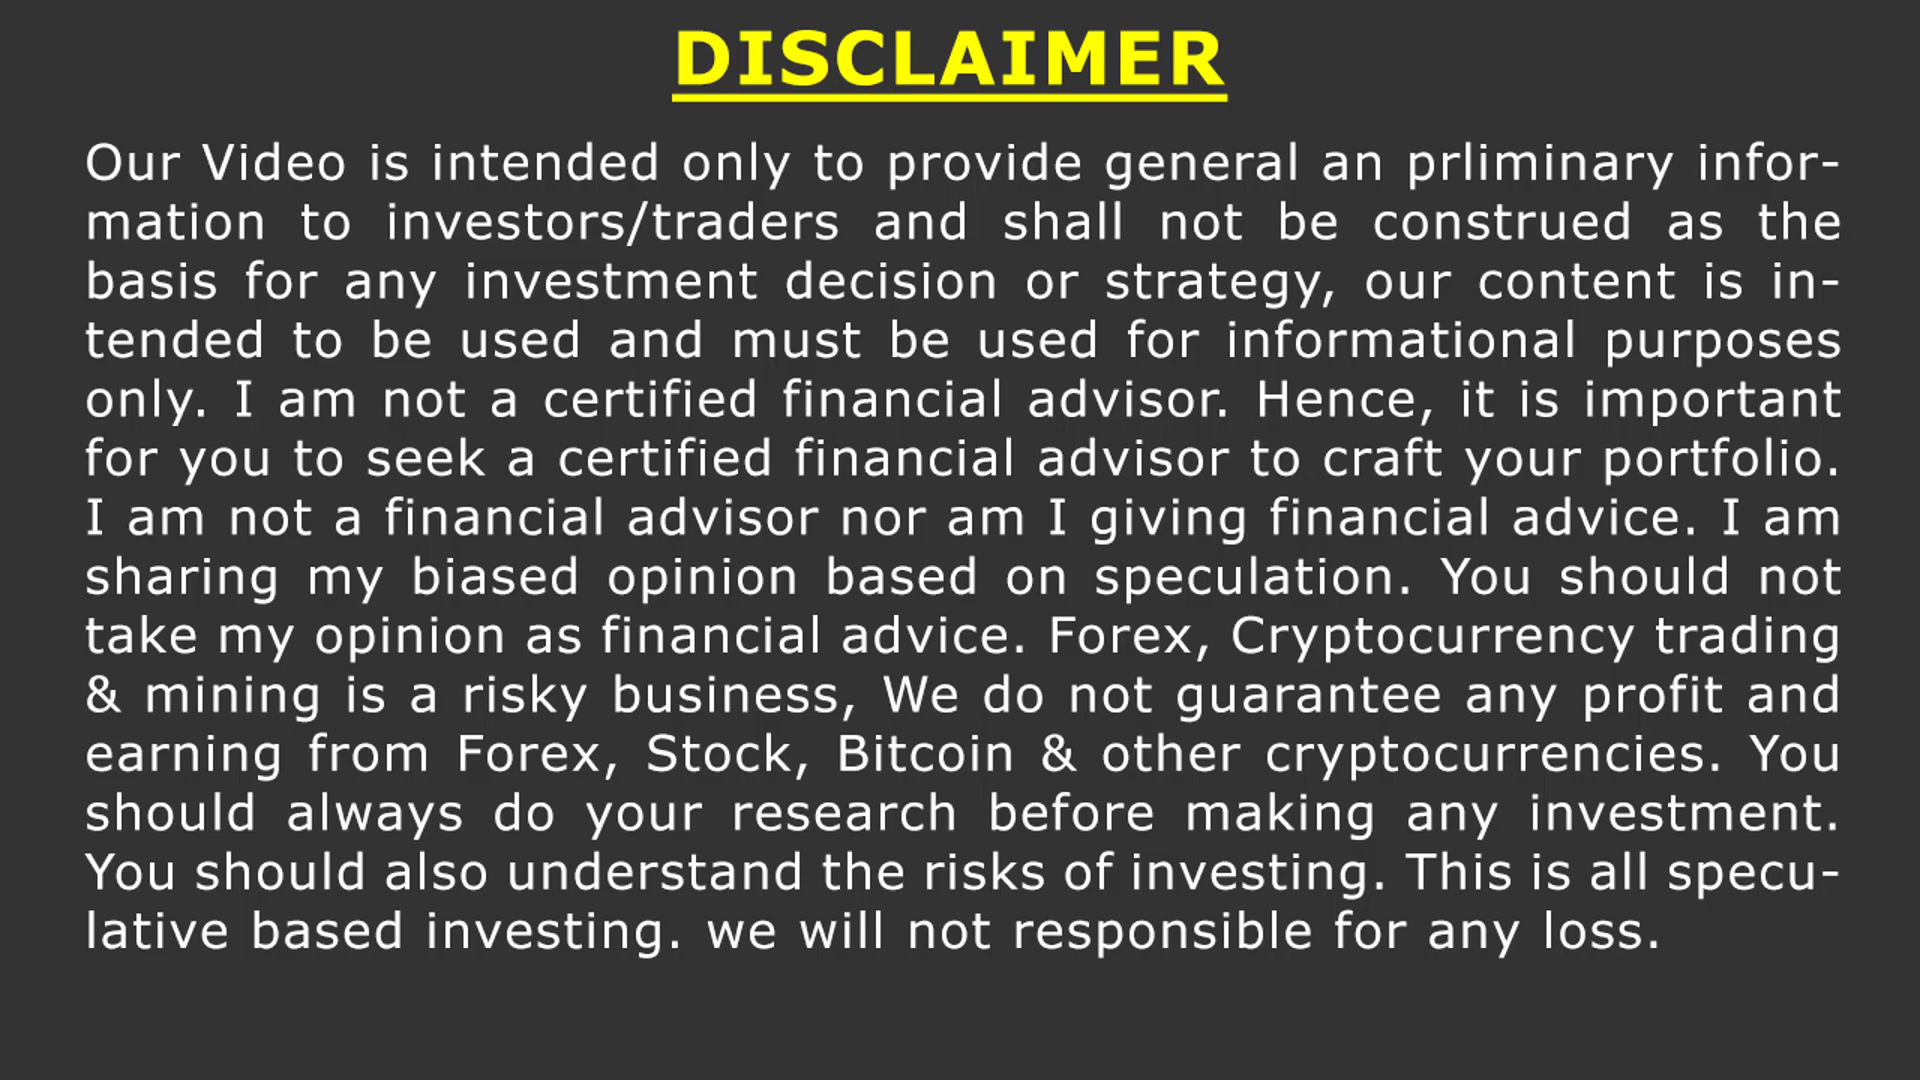 DISCLAIMER
Our Video is intended only to provide general an prliminary infor-
mation to investors/traders and shall not be construed as the
basis for any investment decision or strategy, our content is in-
tended to be used and must be used for informational purposes
only. I am not a certified financial advisor. Hence, it is important
for you to seek a certified financial advisor to craft your portfolio.
I am not a financial advisor nor am I giving financial advice. I am
sharing my biased opinion based on speculation. You should not
take my opinion as financial advice. Forex, Cryptocurrency trading
& mining is a risky business, We do not guarantee any profit and
earning from Forex, Stock, Bitcoin & other cryptocurrencies. You
should always do your research before making any investment.
You should also understand the risks of investing. This is all specu-
lative based investing. we will not responsible for any loss.